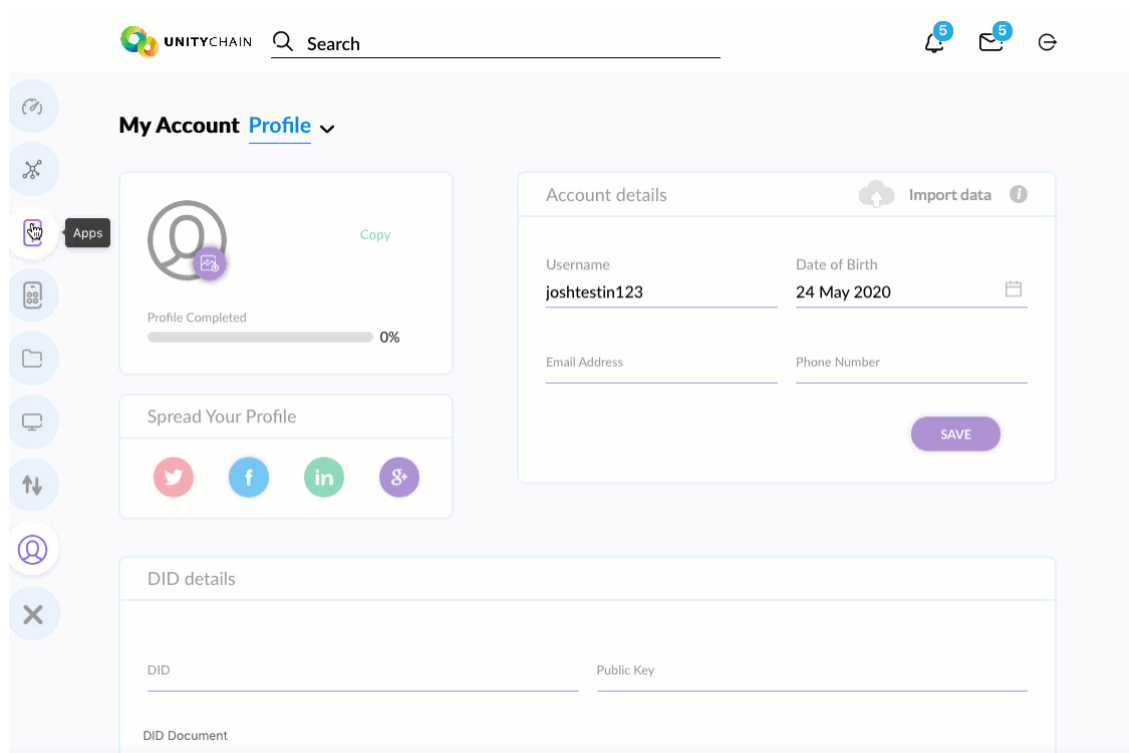 UNITYCHAIN
Search
5
5
My Account Profile
Apps
Copy
Profile Completed
0%
Account details
Import data
i
Username
joshtestin123
Date of Birth
24 May 2020
Email Address
Phone Number
SAVE
Spread Your Profile
f
in
g+
DID details
DID
Public Key
DID Document